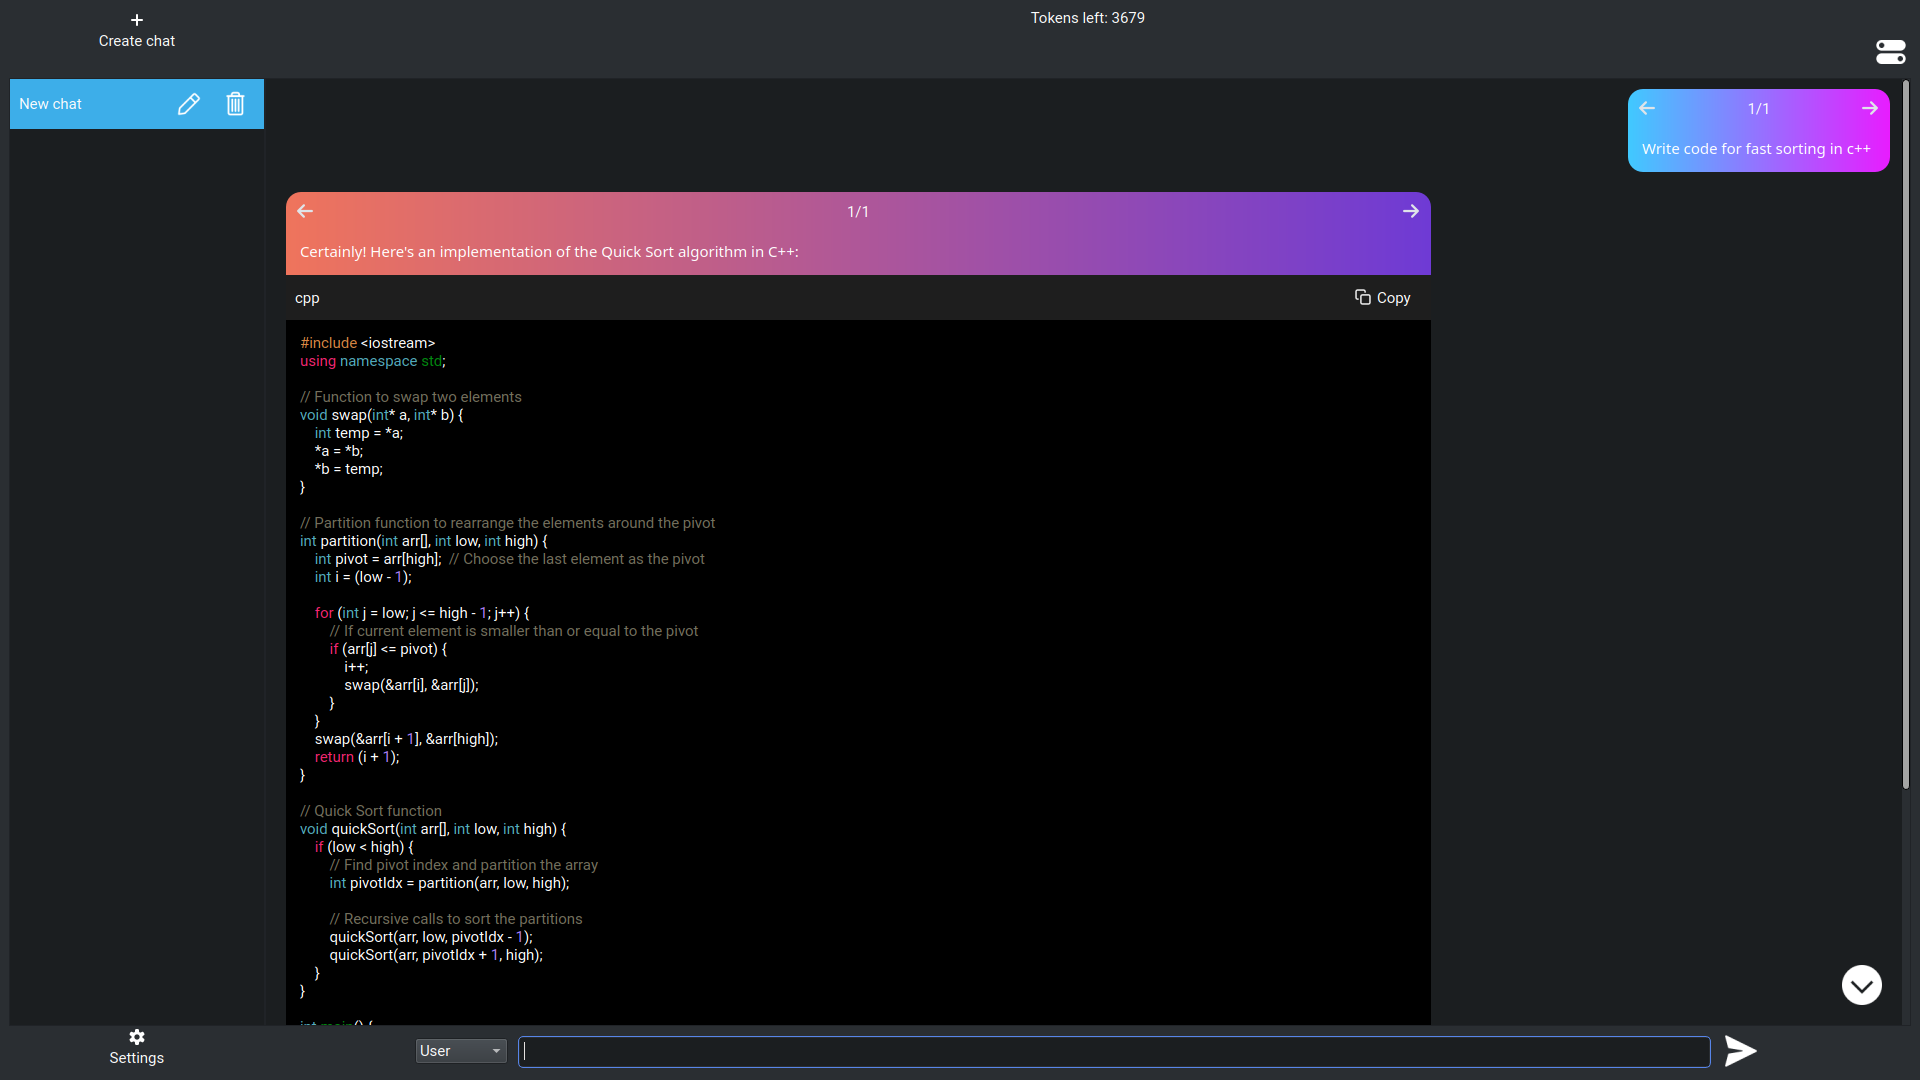 +
Create chat
Tokens left: 3679
New chat
1/1
Write code for fast sorting in c++
1/1
Certainly! Here's an implementation of the Quick Sort algorithm in C++:
cpp
Copy
#include <iostream>
using namespace std;
// Function to swap two elements
void swap(int* a, int* b) {
    int temp = *a;
    *a = *b;
    *b = temp;
}
// Partition function to rearrange the elements around the pivot
int partition(int arr[], int low, int high) {
    int pivot = arr[high];  // Choose the last element as the pivot
    int i = (low - 1);
    for (int j = low; j <= high - 1; j++) {
        // If current element is smaller than or equal to the pivot
        if (arr[j] <= pivot) {
            i++;
            swap(&arr[i], &arr[j]);
        }
    }
    swap(&arr[i + 1], &arr[high]);
    return (i + 1);
}
// Quick Sort function
void quickSort(int arr[], int low, int high) {
    if (low < high) {
        // Find pivot index and partition the array
        int pivotIdx = partition(arr, low, high);
        // Recursive calls to sort the partitions
        quickSort(arr, low, pivotIdx - 1);
        quickSort(arr, pivotIdx + 1, high);
    }
}
int main() {
Settings
User